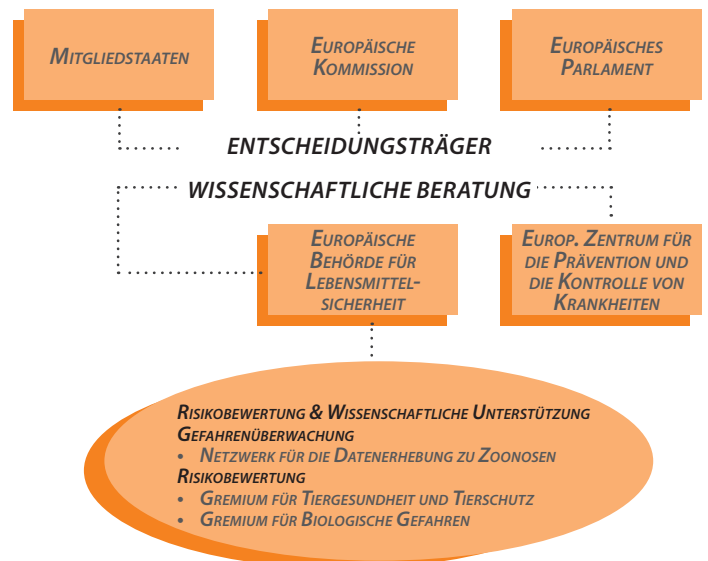 MITGLIEDSTAATEN
EUROPÄISCHE
KOMMISSION
EUROPÄISCHES
PARLAMENT
ENTSCHEIDUNGSTRÄGER
WISSENSCHAFTLICHE BERATUNG
EUROPÄISCHE
BEHÖRDE FÜR
LEBENSMITTEL-
SICHERHEIT
EUROP. ZENTRUM FÜR
DIE PRÄVENTION UND
DIE KONTROLLE VON
KRANKHEITEN
RISIKOBEWERTUNG & WISSENSCHAFTLICHE UNTERSTÜTZUNG
GEFAHRENÜBERWACHUNG
• NETZWERK FÜR DIE DATENERHEBUNG ZU ZOONOSEN
RISIKOBEWERTUNG
• GREMIUM FÜR TIERGESUNDHEIT UND TIERSCHUTZ
• GREMIUM FÜR BIOLOGISCHE GEFAHREN